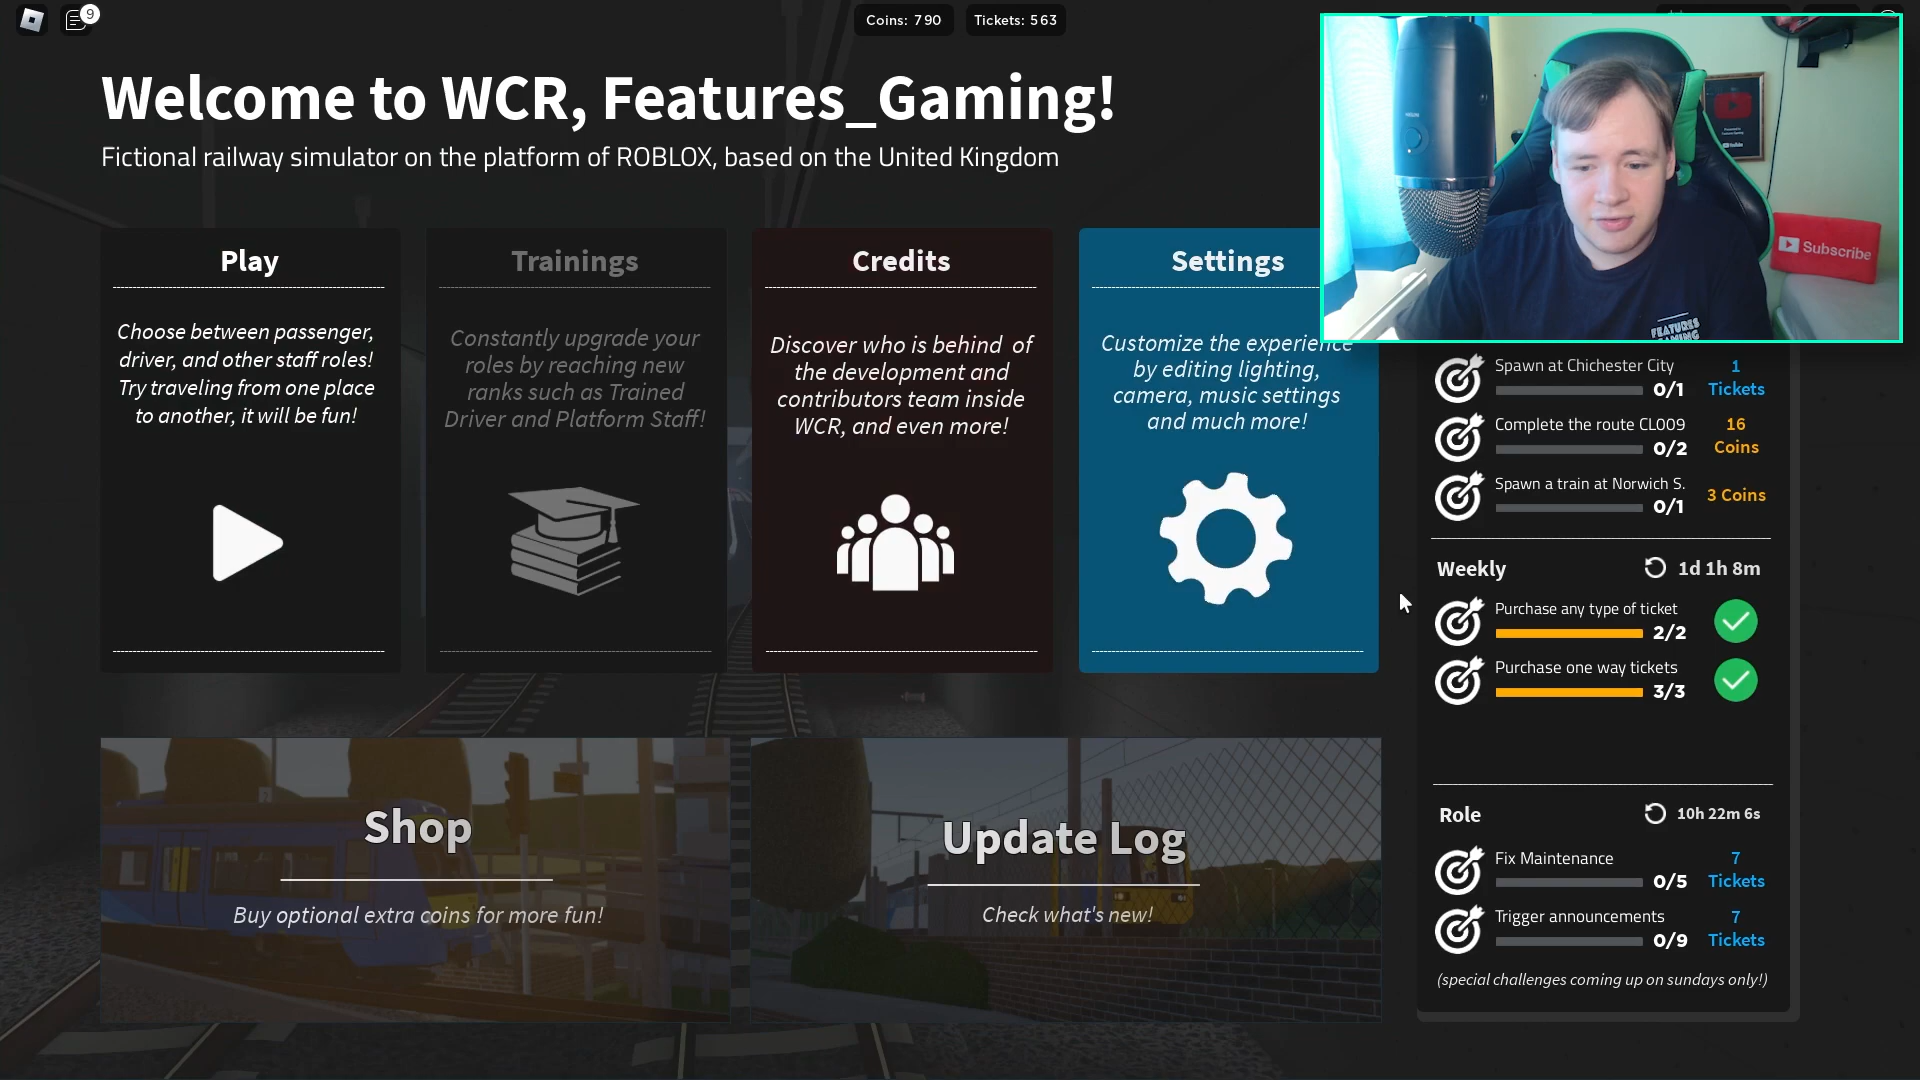 9
Coins: 790
Tickets: 563
Welcome to WCR, Features_Gaming!
Fictional railway simulator on the platform of ROBLOX, based on the United Kingdom
Play
Choose between passenger,
driver, and other staff roles!
Try traveling from one place
to another, it will be fun!
Trainings
Constantly upgrade your
roles by reaching new
ranks such as Trained
Driver and Platform Staff!
Credits
Discover who is behind of
the development and
contributors team inside
WCR, and even more!
Settings
Customize the experience
by editing lighting,
camera, music settings
and much more!
Subscribe
FEATURES
GAMING
Spawn at Chichester City
0/1
1
Tickets
Complete the route CL009
0/2
16
Coins
Spawn a train at Norwich S.
0/1
3 Coins
Weekly
1d 1h 8m
Purchase any type of ticket
2/2
Purchase one way tickets
3/3
Role
10h 22m 6s
Fix Maintenance
0/5
7
Tickets
Trigger announcements
0/9
7
Tickets
(special challenges coming up on sundays only!)
Shop
Buy optional extra coins for more fun!
Update Log
Check what's new!